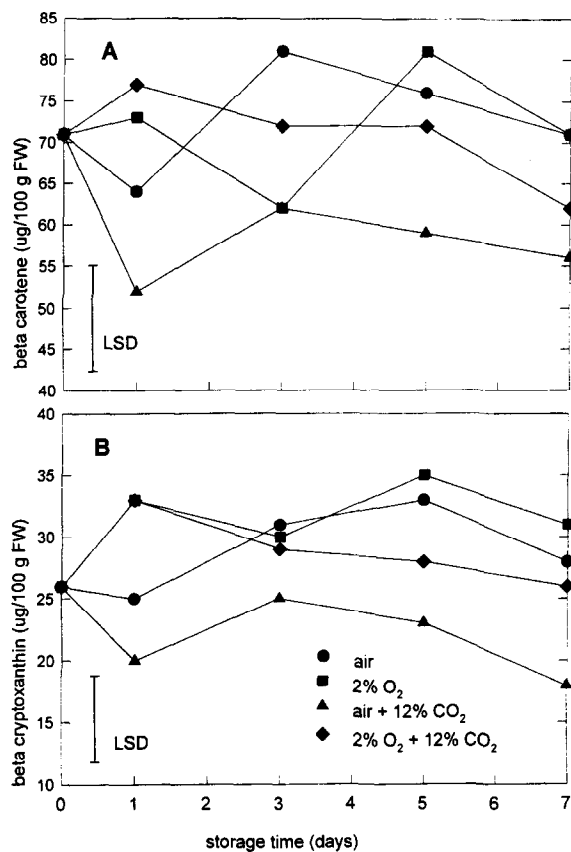 A
85
80
75
70
65
60
55
50
45
40
beta carotene (ug/100 g FW)
LSD
B
40
35
30
25
20
15
10
beta cryptoxanthin (ug/100 g FW)
LSD
air
2% O₂
air + 12% CO₂
2% O₂ + 12% CO₂
0 1 2 3 4 5 6 7
storage time (days)